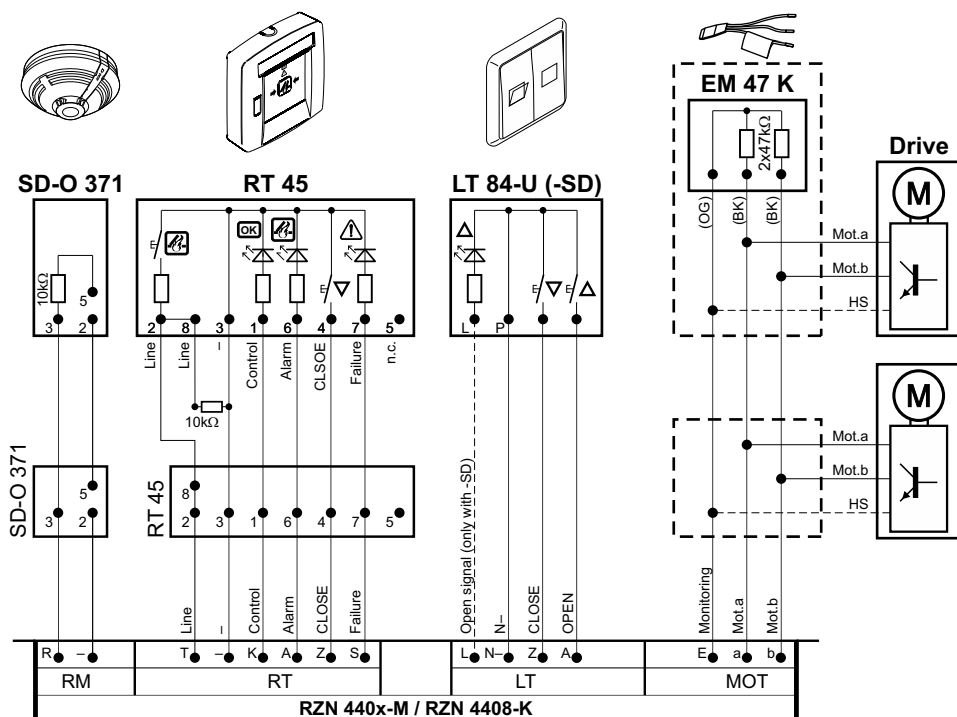 EM 47 K
2x47kΩ
(OG)
(BK)
(BK)
Drive
M
Mot.a
Mot.b
HS
SD-O 371
10kΩ
5
3
2
RT 45
OK
2
8
3
1
6
4
7
5
Line
Line
–
Control
Alarm
CLSOE
Failure
n.c.
10kΩ
LT 84-U (-SD)
L
P
M
Mot.a
Mot.b
HS
SD-O 371
5
3
2
RT 45
8
2
3
1
6
4
7
5
Line
–
Control
Alarm
CLOSE
Failure
Open signal (only with -SD)
N–
CLOSE
OPEN
Monitoring
Mot.a
Mot.b
R
–
T
–
K
A
Z
S
L
N–
Z
A
E
a
b
RM
RT
LT
MOT
RZN 440x-M / RZN 4408-K